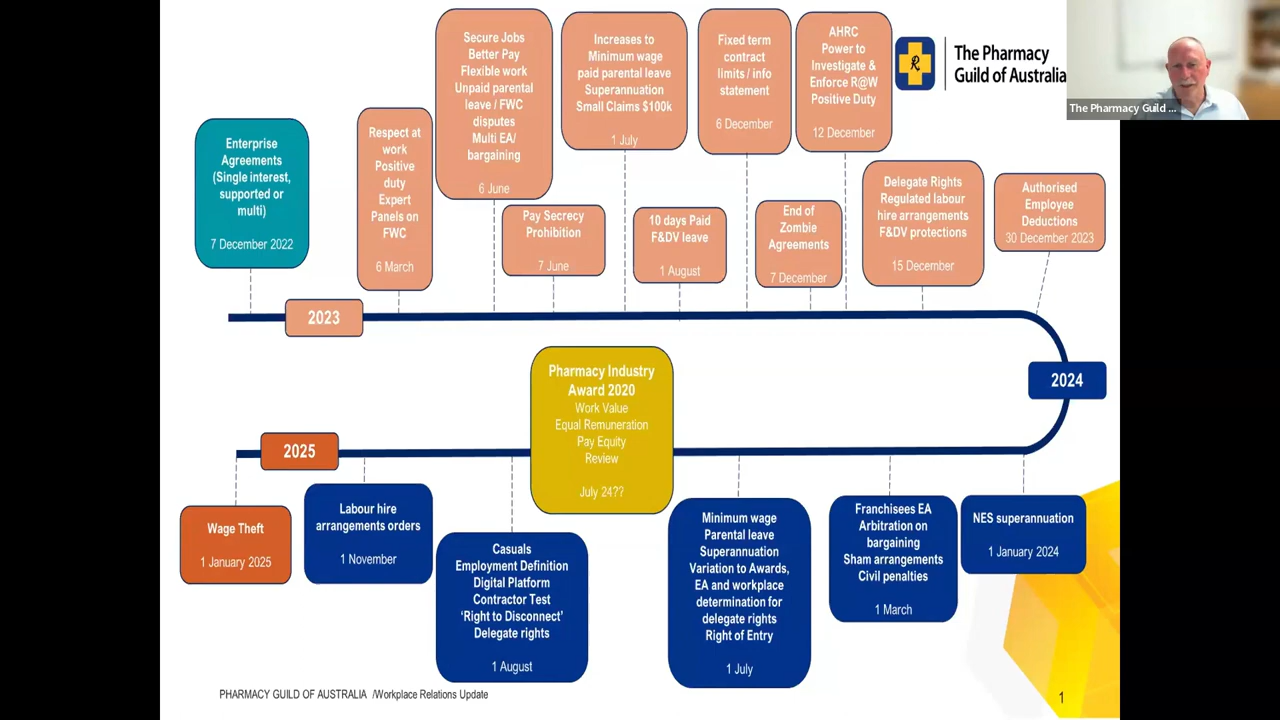 Enterprise
Agreements
(Single interest,
supported or
multi)
7 December 2022
Respect at
work
Positive
duty
Expert
Panels on
FWC
6 March
Secure Jobs
Better Pay
Flexible work
Unpaid parental
leave / FWC
disputes
Multi EA/
bargaining
6 June
Pay Secrecy
Prohibition
7 June
Increases to
Minimum wage
paid parental leave
Superannuation
Small Claims $100k
1 July
10 days Paid
F&DV leave
1 August
Fixed term
contract
limits / info
statement
6 December
End of
Zombie
Agreements
7 December
AHRC
Power to
Investigate &
Enforce R@W
Positive Duty
12 December
Delegate Rights
Regulated labour
hire arrangements
F&DV protections
15 December
Authorised
Employee
Deductions
30 December 2023
The Pharmacy
Guild of Australia
The Pharmacy Guild ...
2023
2024
Pharmacy Industry
Award 2020
Work Value
Equal Remuneration
Pay Equity
Review
July 24??
2025
Wage Theft
1 January 2025
Labour hire
arrangements orders
1 November
Casuals
Employment Definition
Digital Platform
Contractor Test
‘Right to Disconnect’
Delegate rights
1 August
Minimum wage
Parental leave
Superannuation
Variation to Awards,
EA and workplace
determination for
delegate rights
Right of Entry
1 July
Franchisees EA
Arbitration on
bargaining
Sham arrangements
Civil penalties
1 March
NES superannuation
1 January 2024
PHARMACY GUILD OF AUSTRALIA /Workplace Relations Update
1